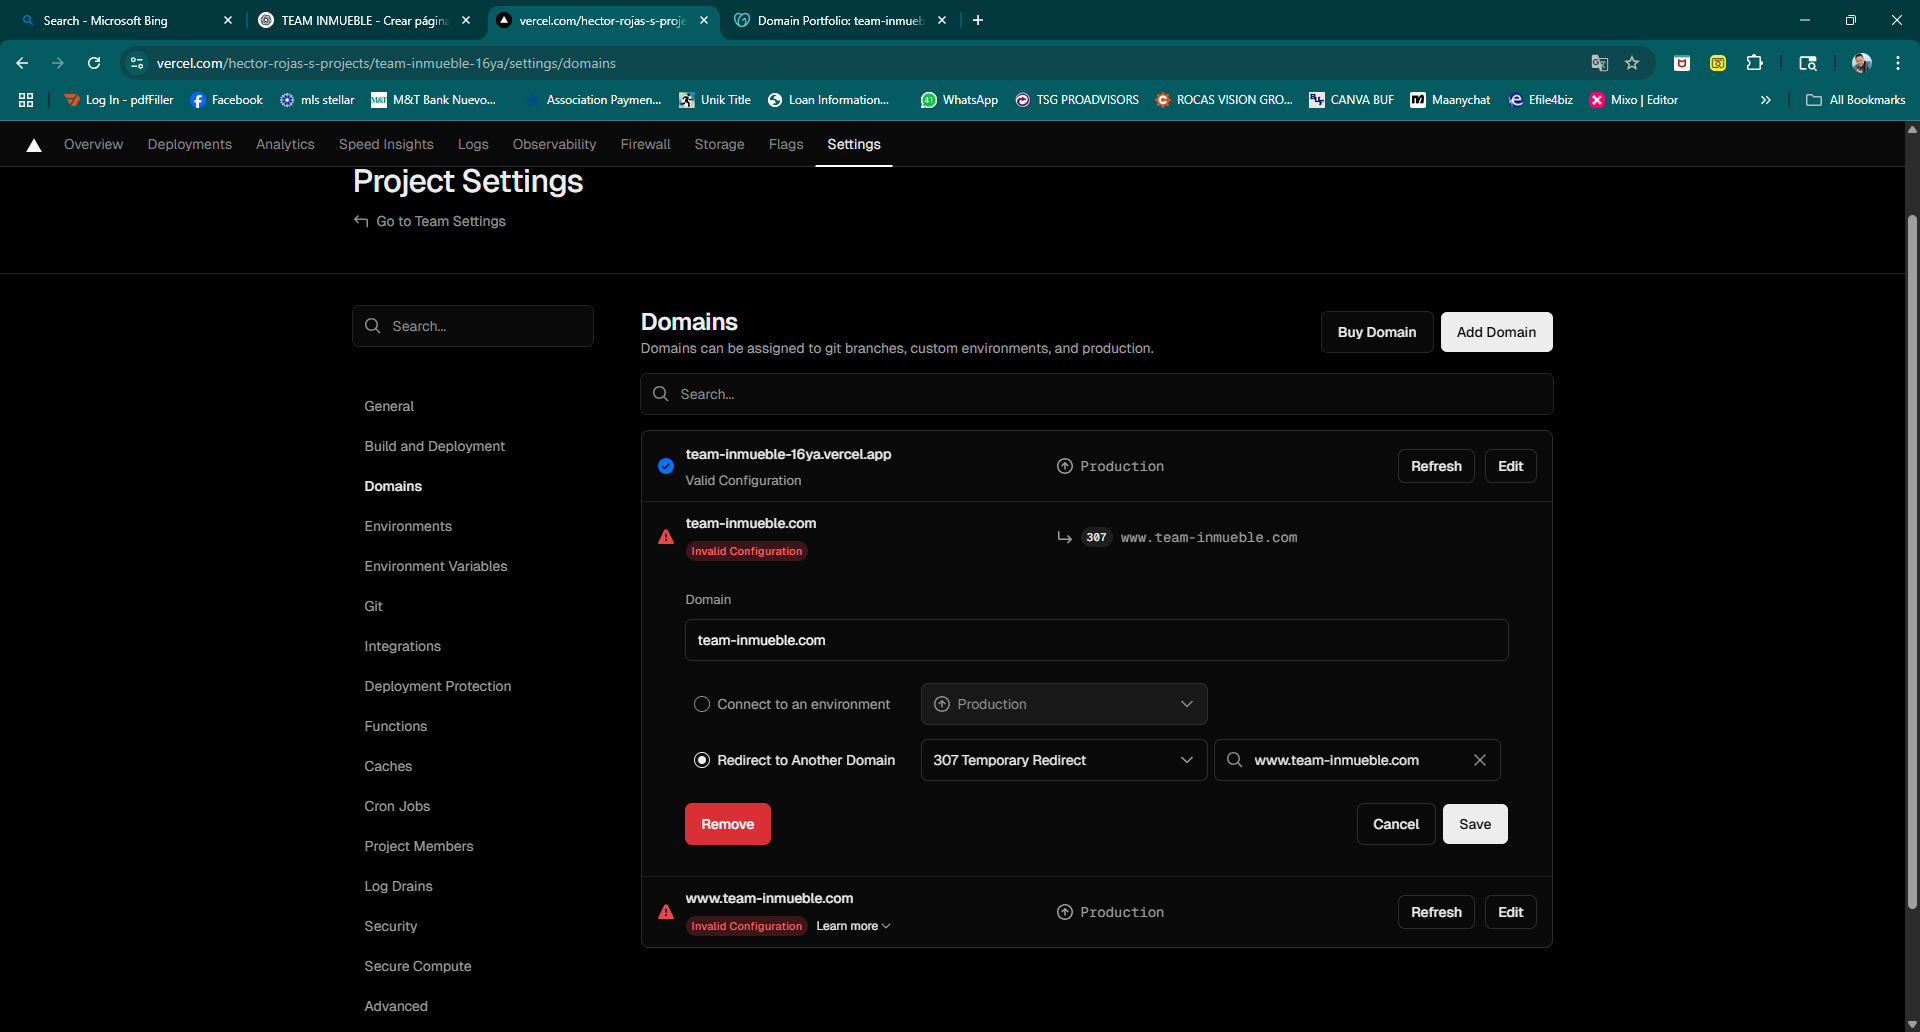 Search - Microsoft Bing
TEAM INMUEBLE - Crear págin
vercel.com/hector-rojas-s-proje
Domain Portfolio: team-inmueb
vercel.com/hector-rojas-s-projects/team-inmueble-16ya/settings/domains
Log In - pdfFiller
Facebook
mls stellar
M&T Bank Nuevo...
Association Paymen...
Unik Title
Loan Information...
WhatsApp
TSG PROADVISORS
ROCAS VISION GRO...
CANVA BUF
Maanychat
Efile4biz
Mixo | Editor
All Bookmarks
Overview
Deployments
Analytics
Speed Insights
Logs
Observability
Firewall
Storage
Flags
Settings
Project Settings
Go to Team Settings
Search...
General
Build and Deployment
Domains
Environments
Environment Variables
Git
Integrations
Deployment Protection
Functions
Caches
Cron Jobs
Project Members
Log Drains
Security
Secure Compute
Advanced
Domains
Domains can be assigned to git branches, custom environments, and production.
Buy Domain
Add Domain
Search...
team-inmueble-16ya.vercel.app
Valid Configuration
Production
Refresh
Edit
team-inmueble.com
Invalid Configuration
307 www.team-inmueble.com
Domain
team-inmueble.com
Connect to an environment
Production
Redirect to Another Domain
307 Temporary Redirect
www.team-inmueble.com
Remove
Cancel
Save
www.team-inmueble.com
Invalid Configuration
Learn more
Production
Refresh
Edit